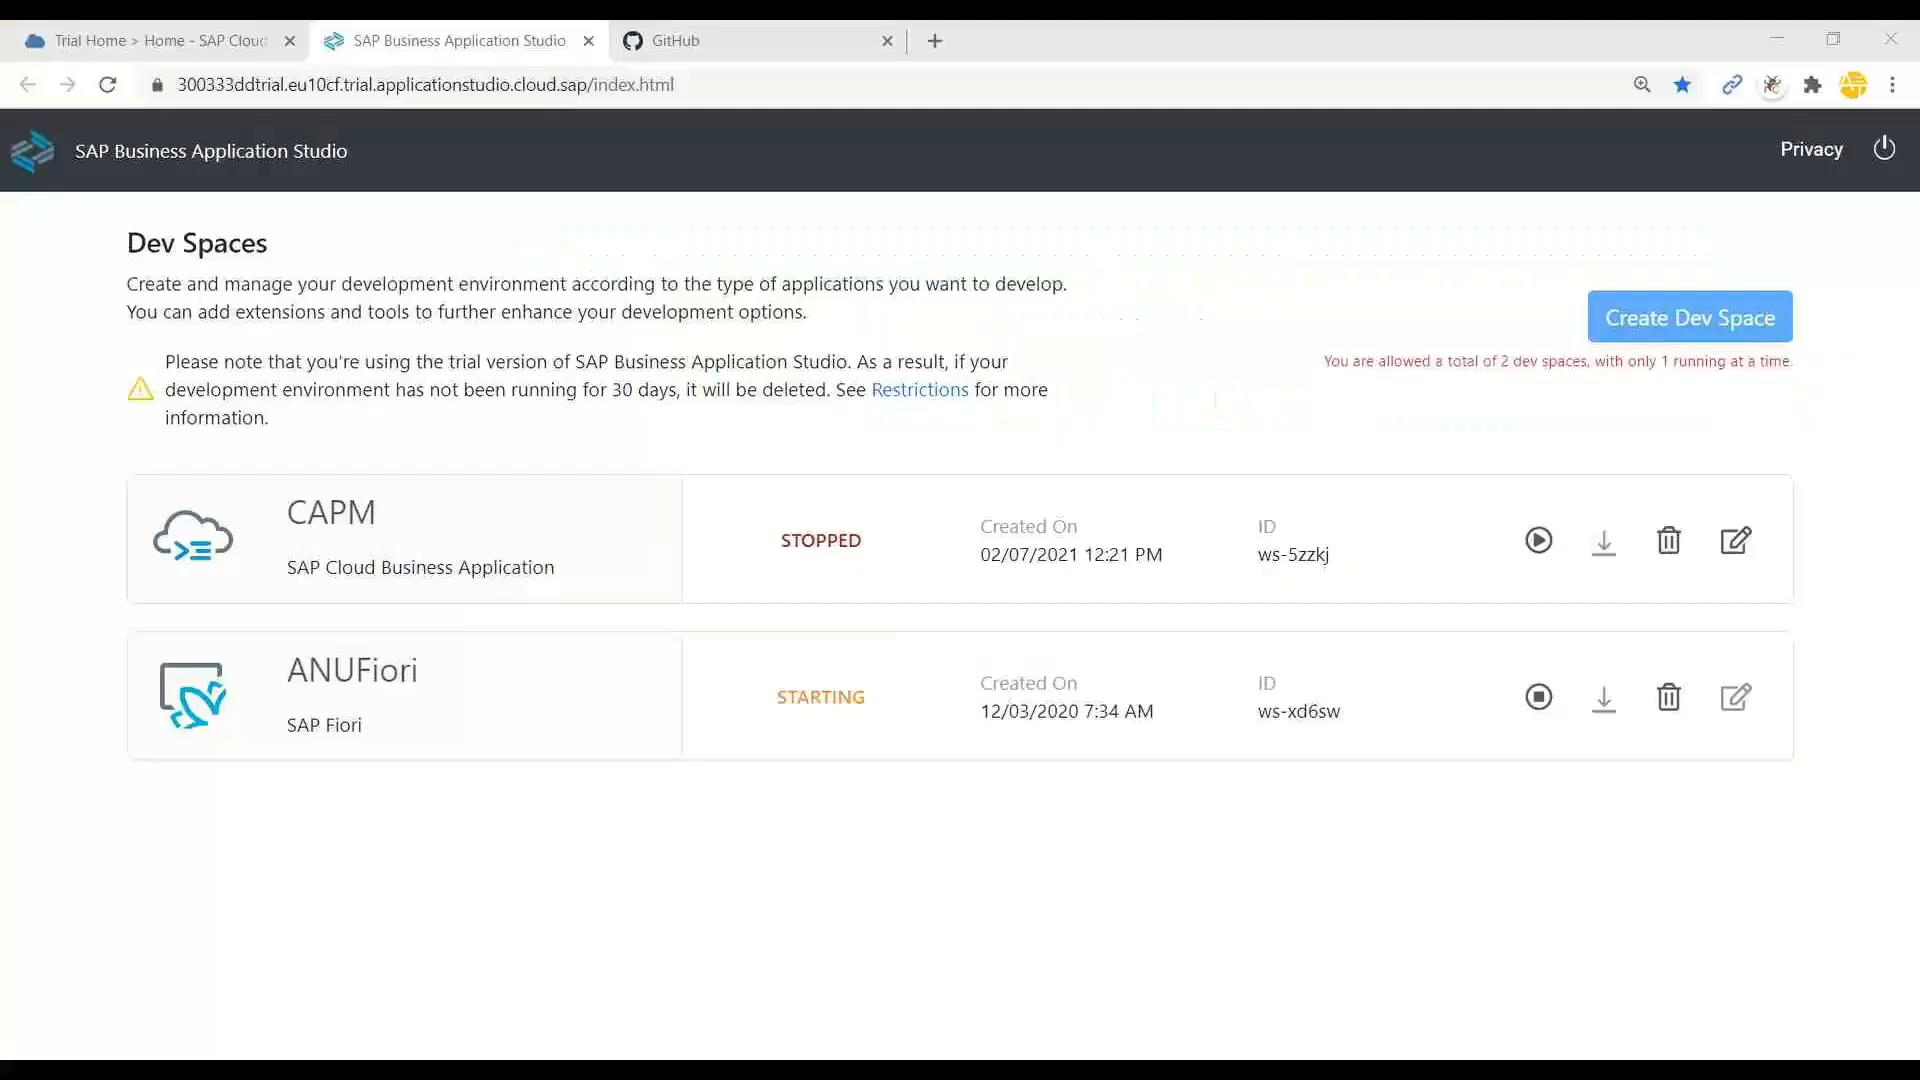 Trial Home > Home - SAP Cloud
SAP Business Application Studio
GitHub
300333ddtrial.eu10cf.trial.applicationstudio.cloud.sap/index.html
SAP Business Application Studio
Privacy
Dev Spaces
Create and manage your development environment according to the type of applications you want to develop.
You can add extensions and tools to further enhance your development options.
Create Dev Space
You are allowed a total of 2 dev spaces, with only 1 running at a time.
Please note that you're using the trial version of SAP Business Application Studio. As a result, if your
development environment has not been running for 30 days, it will be deleted. See Restrictions for more
information.
CAPM
SAP Cloud Business Application
STOPPED
Created On
02/07/2021 12:21 PM
ID
ws-5zzkj
ANUFiori
SAP Fiori
STARTING
Created On
12/03/2020 7:34 AM
ID
ws-xd6sw